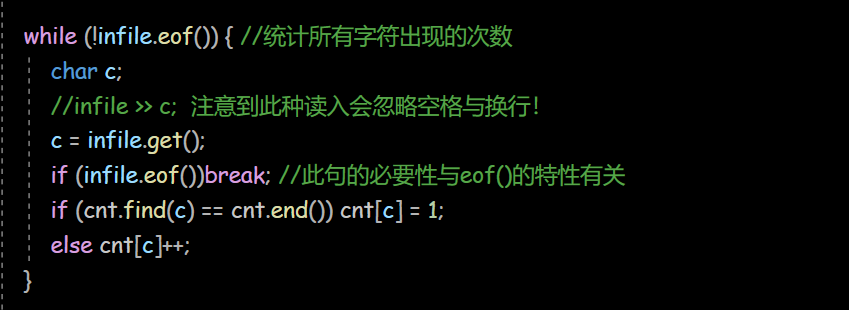 while (!infile.eof()) { //统计所有字符出现的次数
char c;
//infile >> c; 注意到此种读入会忽略空格与换行！
c = infile.get();
if (infile.eof())break; //此句的必要性与eof()的特性有关
if (cnt.find(c) == cnt.end()) cnt[c] = 1;
else cnt[c]++;
}